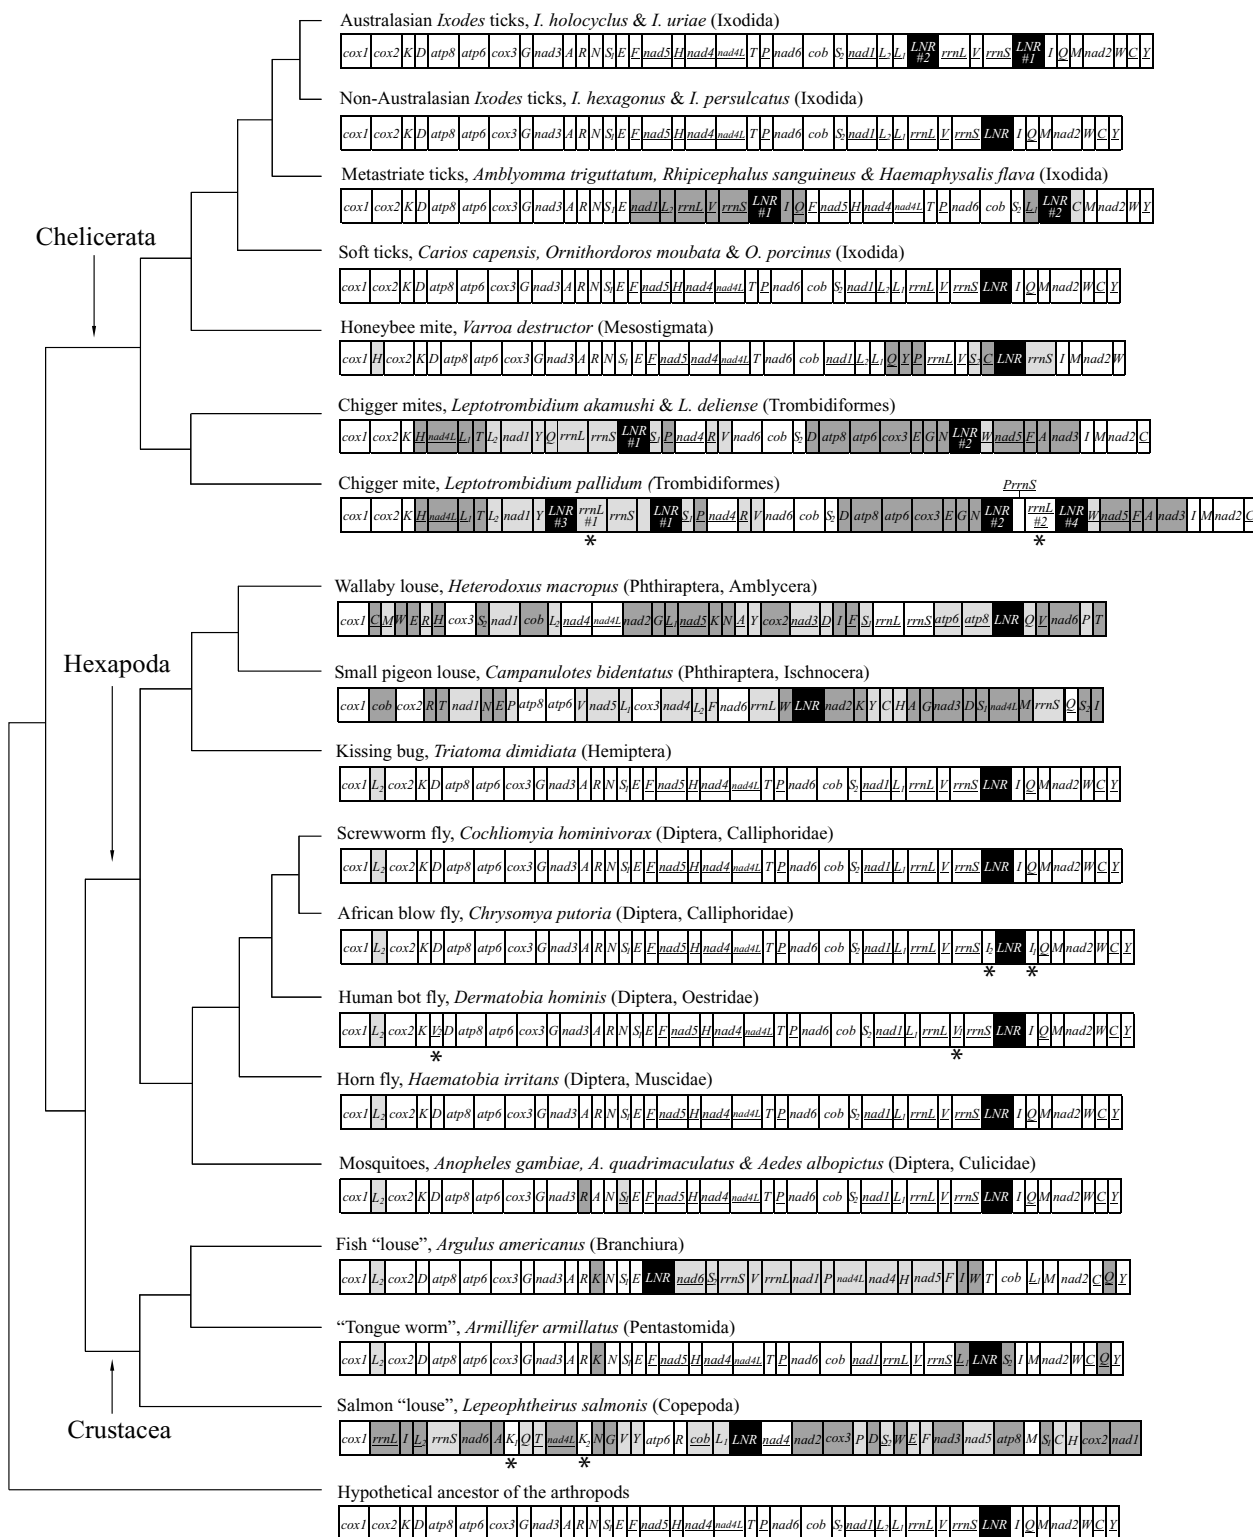 Australasian Ixodes ticks, I. holocyclus & I. uriae (Ixodida)
cox1 cox2 K D atp8 atp6 cox3 G nad3 A R N S1 E F nad5 H nad4 nad4L T P nad6 cob S2 nad1 L2 L1 LNR #2 rrnL V rrnS LNR #1 I Q M nad2 W C Y
Non-Australasian Ixodes ticks, I. hexagonus & I. persulcatus (Ixodida)
cox1 cox2 K D atp8 atp6 cox3 G nad3 A R N S1 E F nad5 H nad4 nad4L T P nad6 cob S2 nad1 L2 L1 rrnL V rrnS LNR I Q M nad2 W C Y
Metastriate ticks, Amblyomma triguttatum, Rhipicephalus sanguineus & Haemaphysalis flava (Ixodida)
cox1 cox2 K D atp8 atp6 cox3 G nad3 A R N S1 E nad1 L2 rrnL V rrnS LNR #1 I Q F nad5 H nad4 nad4L T P nad6 cob S2 L1 LNR #2 C M nad2 W Y
Chelicerata
Soft ticks, Carios capensis, Ornithordoros moubata & O. porcinus (Ixodida)
cox1 cox2 K D atp8 atp6 cox3 G nad3 A R N S1 E F nad5 H nad4 nad4L T P nad6 cob S2 nad1 L2 L1 rrnL V rrnS LNR I Q M nad2 W C Y
Honeybee mite, Varroa destructor (Mesostigmata)
cox1 H cox2 K D atp8 atp6 cox3 G nad3 A R N S1 E F nad5 nad4 nad4L T nad6 cob nad1 L2 L1 Q Y P rrnL V S2 C LNR rrnS I M nad2 W
Chigger mites, Leptotrombidium akamushi & L. deliense (Trombidiformes)
cox1 cox2 K H nad4L L1 T L2 nad1 Y Q rrnL rrnS LNR #1 S1 P nad4 R V nad6 cob S2 D atp8 atp6 cox3 E G N LNR #2 W nad5 F A nad3 I M nad2 C
Chigger mite, Leptotrombidium pallidum (Trombidiformes)
PrrnS
cox1 cox2 K H nad4L L1 T L2 nad1 Y LNR #3 rrnL #1 rrnS LNR #1 S1 P nad4 R V nad6 cob S2 D atp8 atp6 cox3 E G N LNR #2 rrnL #2 LNR #4 W nad5 F A nad3 I M nad2 C
* *
Wallaby louse, Heterodoxus macropus (Phthiraptera, Amblycera)
cox1 C M W E R H cox3 S2 nad1 cob L2 nad4 nad4L nad2 G L1 nad5 K N A Y cox2 nad3 D I F S1 rrnL rrnS atp6 atp8 LNR Q V nad6 P T
Hexapoda
Small pigeon louse, Campanulotes bidentatus (Phthiraptera, Ischnocera)
cox1 cob cox2 R T nad1 N E P atp8 atp6 V nad5 L1 cox3 nad4 L2 F nad6 rrnL W LNR nad2 K Y C H A G nad3 D S1 nad4L M rrnS Q S2 I
Kissing bug, Triatoma dimidiata (Hemiptera)
cox1 L2 cox2 K D atp8 atp6 cox3 G nad3 A R N S1 E F nad5 H nad4 nad4L T P nad6 cob S2 nad1 L1 rrnL V rrnS LNR I Q M nad2 W C Y
Screwworm fly, Cochliomyia hominivorax (Diptera, Calliphoridae)
cox1 L2 cox2 K D atp8 atp6 cox3 G nad3 A R N S1 E F nad5 H nad4 nad4L T P nad6 cob S2 nad1 L1 rrnL V rrnS LNR I Q M nad2 W C Y
African blow fly, Chrysomya putoria (Diptera, Calliphoridae)
cox1 L2 cox2 K D atp8 atp6 cox3 G nad3 A R N S1 E F nad5 H nad4 nad4L T P nad6 cob S2 nad1 L1 rrnL V rrnS I2 LNR I1 Q M nad2 W C Y
* *
Human bot fly, Dermatobia hominis (Diptera, Oestridae)
cox1 L2 cox2 K V2 D atp8 atp6 cox3 G nad3 A R N S1 E F nad5 H nad4 nad4L T P nad6 cob S2 nad1 L1 rrnL V1 rrnS LNR I Q M nad2 W C Y
* *
Horn fly, Haematobia irritans (Diptera, Muscidae)
cox1 L2 cox2 K D atp8 atp6 cox3 G nad3 A R N S1 E F nad5 H nad4 nad4L T P nad6 cob S2 nad1 L1 rrnL V rrnS LNR I Q M nad2 W C Y
Mosquitoes, Anopheles gambiae, A. quadrimaculatus & Aedes albopictus (Diptera, Culicidae)
cox1 L2 cox2 K D atp8 atp6 cox3 G nad3 R A N S1 E F nad5 H nad4 nad4L T P nad6 cob S2 nad1 L1 rrnL V rrnS LNR I Q M nad2 W C Y
Fish “louse”, Argulus americanus (Branchiura)
cox1 L2 cox2 D atp8 atp6 cox3 G nad3 A R K N S1 E LNR nad6 S2 rrnS V rrnL nad1 P nad4L nad4 H nad5 F I W T cob L1 M nad2 C Q Y
“Tongue worm”, Armillifer armillatus (Pentastomida)
cox1 L2 cox2 D atp8 atp6 cox3 G nad3 A R K N S1 E F nad5 H nad4 nad4L T P nad6 cob nad1 rrnL V rrnS L1 LNR S2 I M nad2 W C Q Y
Crustacea
Salmon “louse”, Lepeophtheirus salmonis (Copepoda)
cox1 rrnL I L2 rrnS nad6 A K1 Q T nad4L K2 N G V Y atp6 R cob L1 LNR nad4 nad2 cox3 P D S2 W E F nad3 nad5 atp8 M S1 C H cox2 nad1
* *
Hypothetical ancestor of the arthropods
cox1 cox2 K D atp8 atp6 cox3 G nad3 A R N S1 E F nad5 H nad4 nad4L T P nad6 cob S2 nad1 L2 L1 rrnL V rrnS LNR I Q M nad2 W C Y